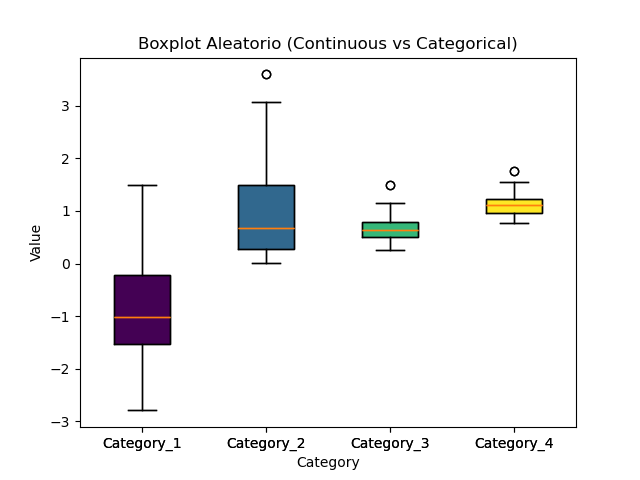 Boxplot Aleatorio (Continuous vs Categorical)
3
2
1
0
−1
−2
−3
Value
Category_1
Category_2
Category_3
Category_4
Category